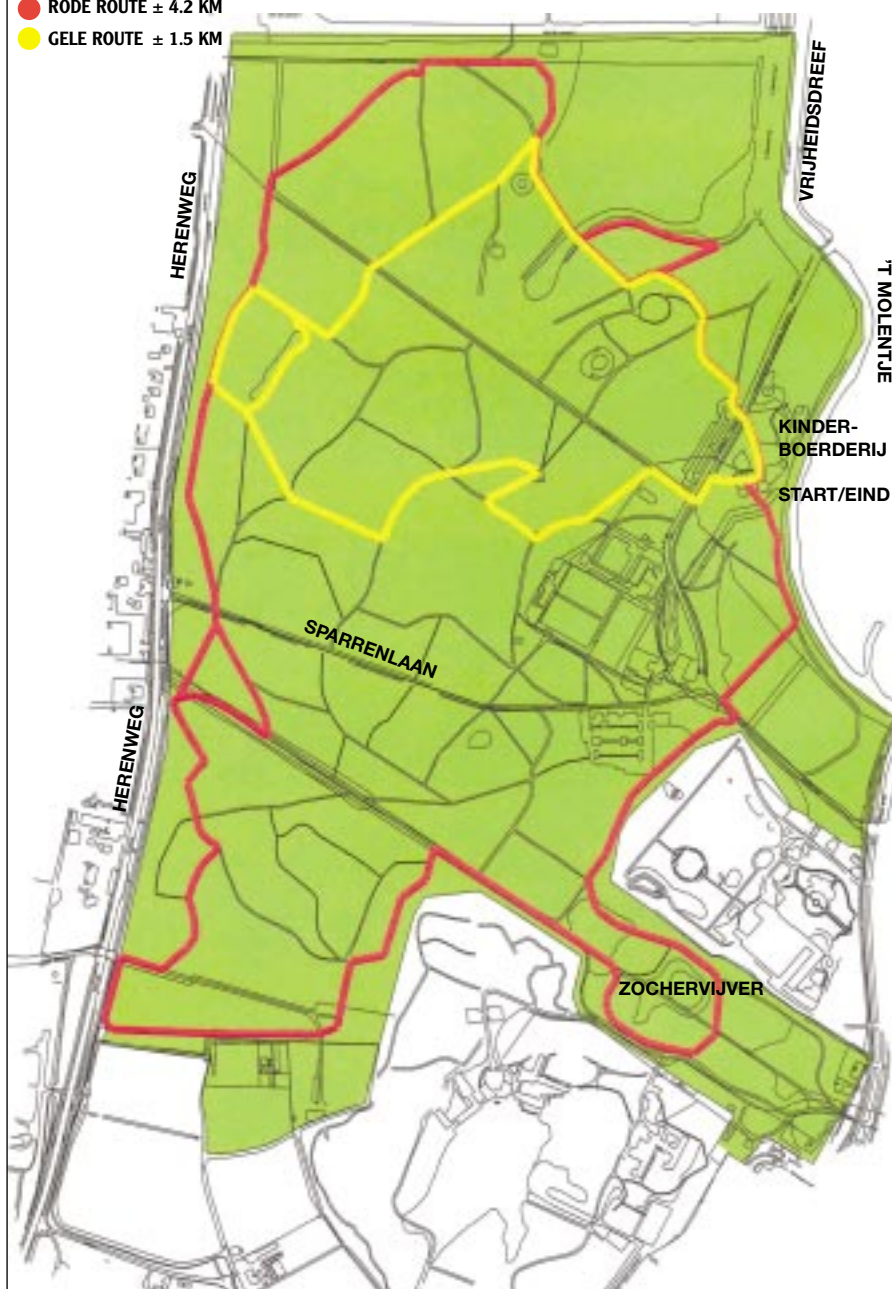 RODE ROUTE ± 4.2 KM
GELE ROUTE ± 1.5 KM
VRIJHEIDSDREEF
HERENWEG
'T MOLENTJE
KINDER-
BOERDERIJ
START/EIND
SPARRENLAAN
HERENWEG
ZOCHERVIJVER